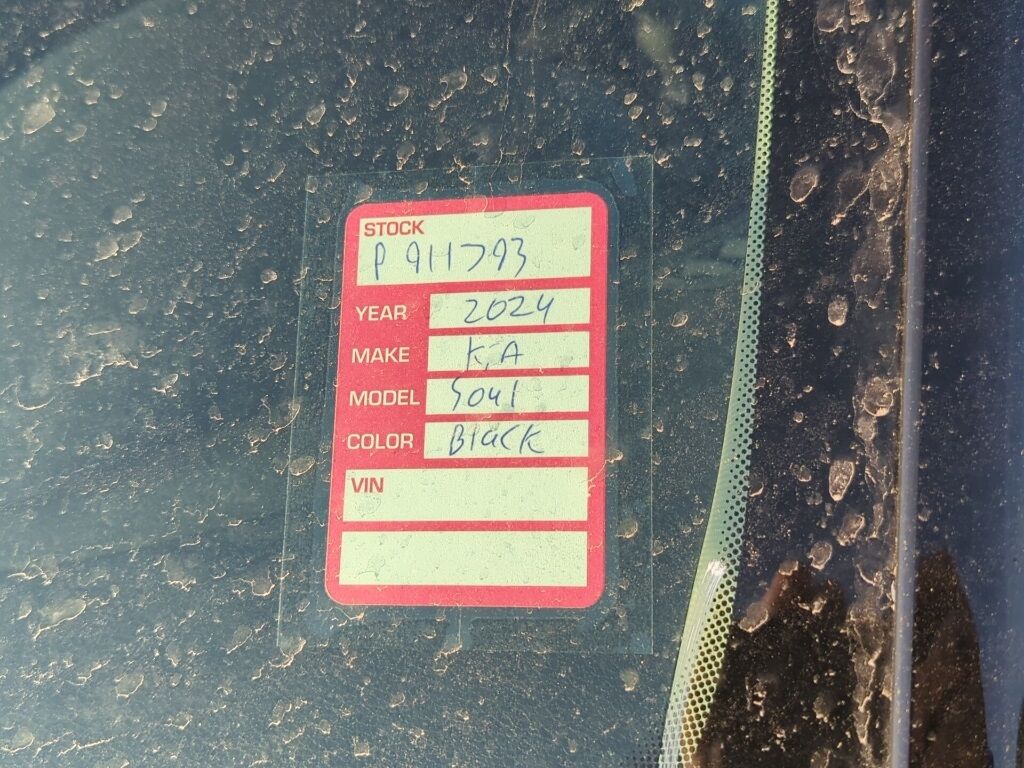 STOCK
P 911793
YEAR 2024
MAKE KiA
MODEL Soul
COLOR Black
VIN